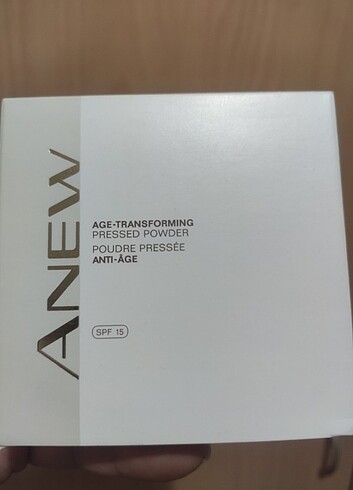 ANEW
AGE-TRANSFORMING
PRESSED POWDER
POUDRE PRESSÉE
ANTI-ÂGE
SPF 15